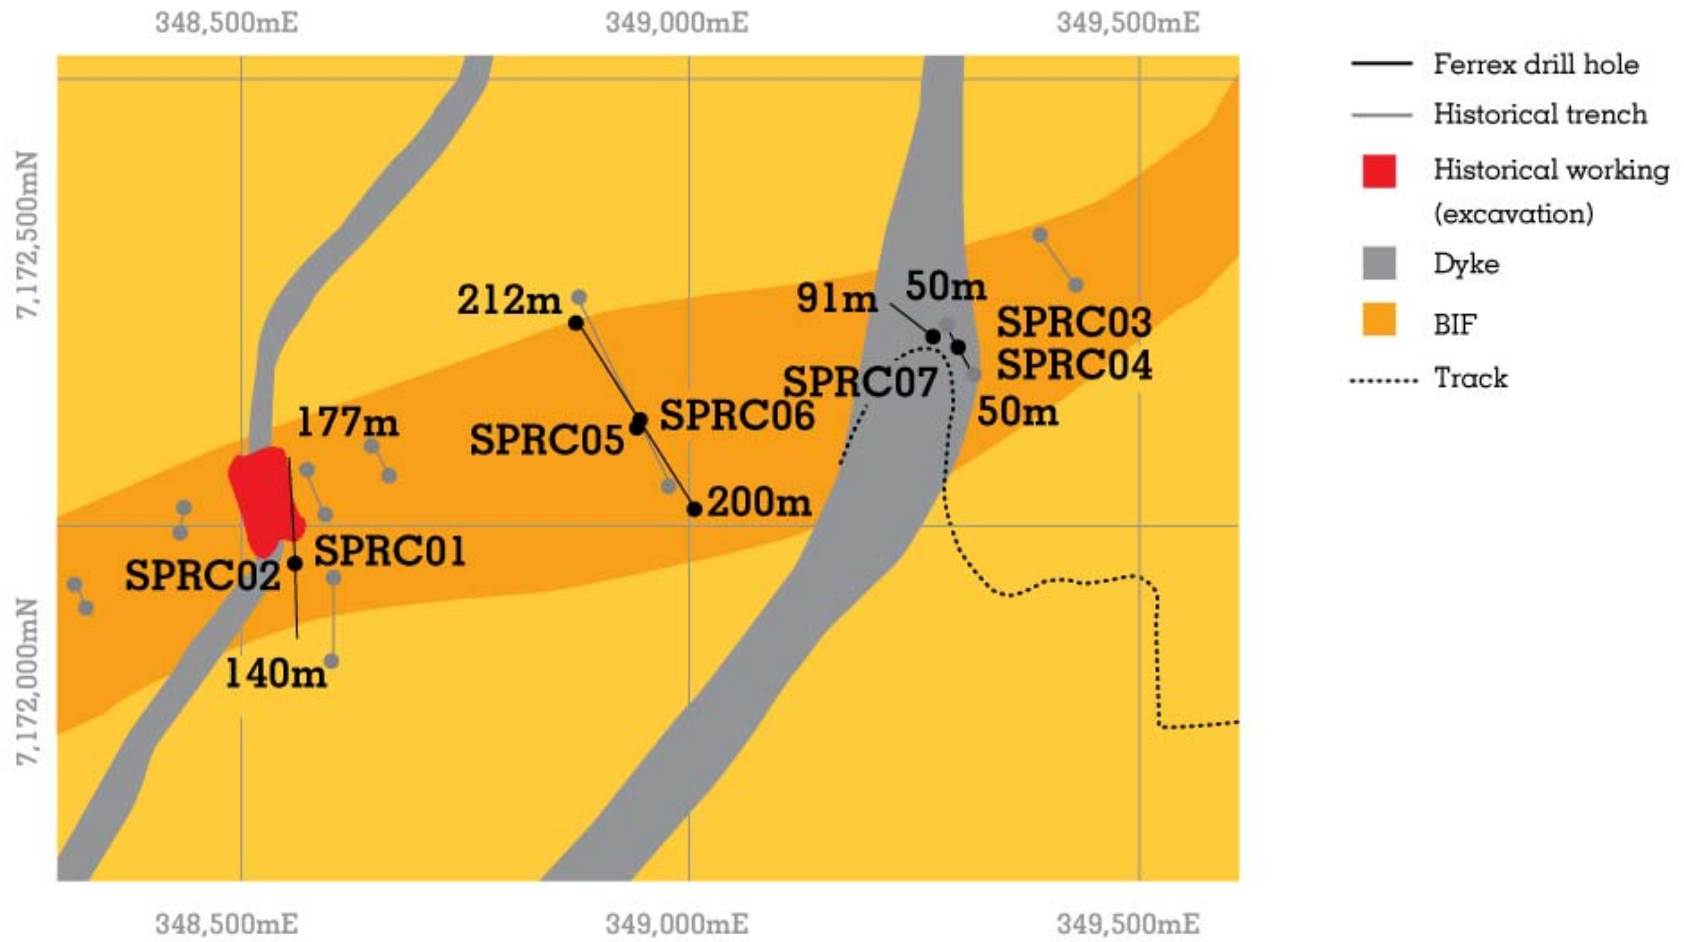 348,500mE
349,000mE
349,500mE
Ferrex drill hole
Historical trench
Historical working
(excavation)
Dyke
BIF
Track
7,172,500mN
7,172,000mN
212m
91m
50m
SPRC03
SPRC04
SPRC07
50m
177m
SPRC06
SPRC05
200m
SPRC01
SPRC02
140m
348,500mE
349,000mE
349,500mE